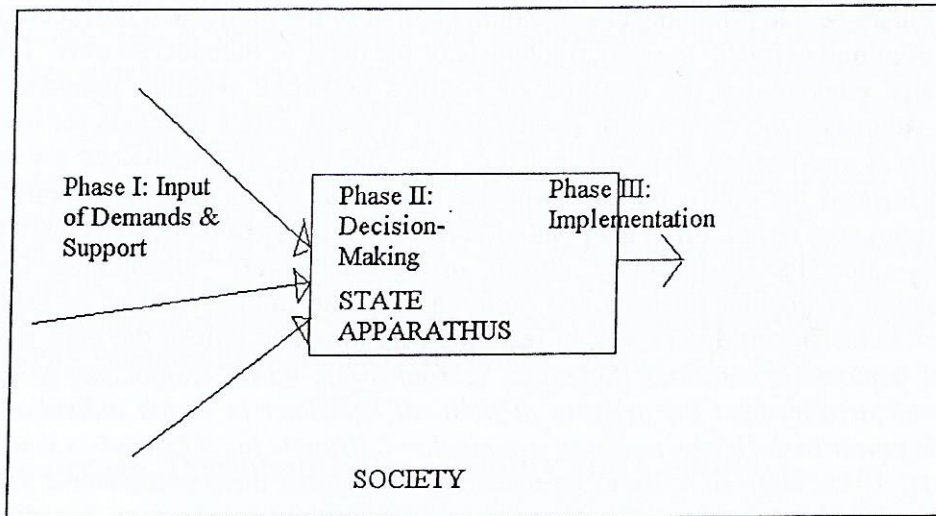 Phase I: Input
of Demands &
Support
Phase II:
Decision-
Making
STATE
APPARATHUS
Phase III:
Implementation
SOCIETY